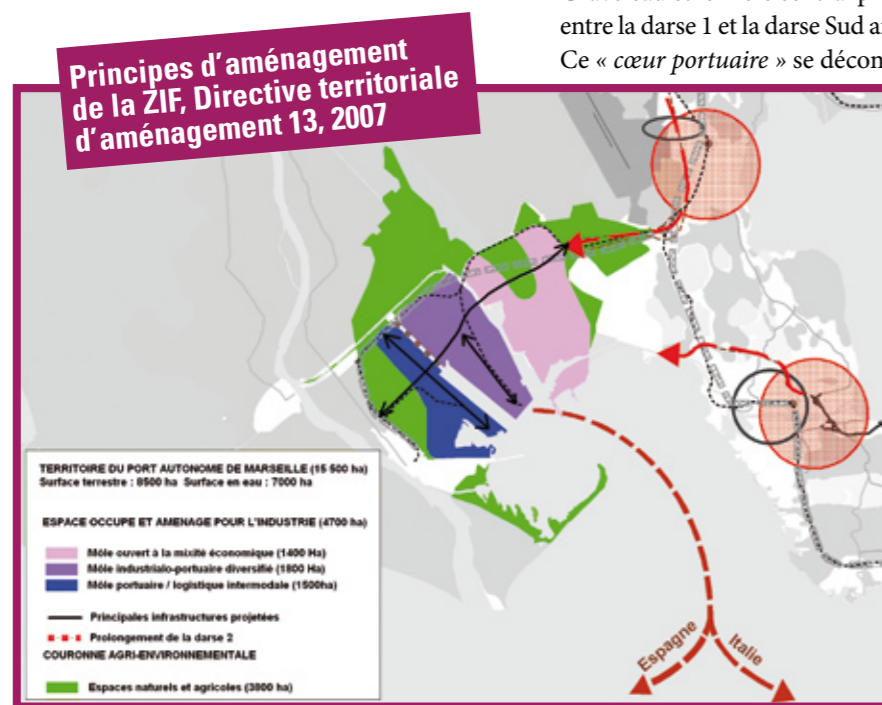 entre la darse 1 et la darse Sud
Ce « cœur portuaire » se
Principes d’aménagement
de la ZIF, Directive territoriale
d’aménagement 13, 2007
TERRITOIRE DU PORT AUTONOME DE MARSEILLE (15 500 ha)
Surface terrestre : 8500 ha Surface en eau : 7000 ha
ESPACE OCCUPE ET AMENAGE POUR L'INDUSTRIE (4700 ha)
Môle ouvert à la mixité économique (1400 Ha)
Môle industrialo-portuaire diversifié (1800 Ha)
Môle portuaire / logistique intermodale (1500ha)
Principales infrastructures projetées
Prolongement de la darse 2
COURONNE AGRI-ENVIRONNEMENTALE
Espaces naturels et agricoles (3800 ha)
Espagne
Italie